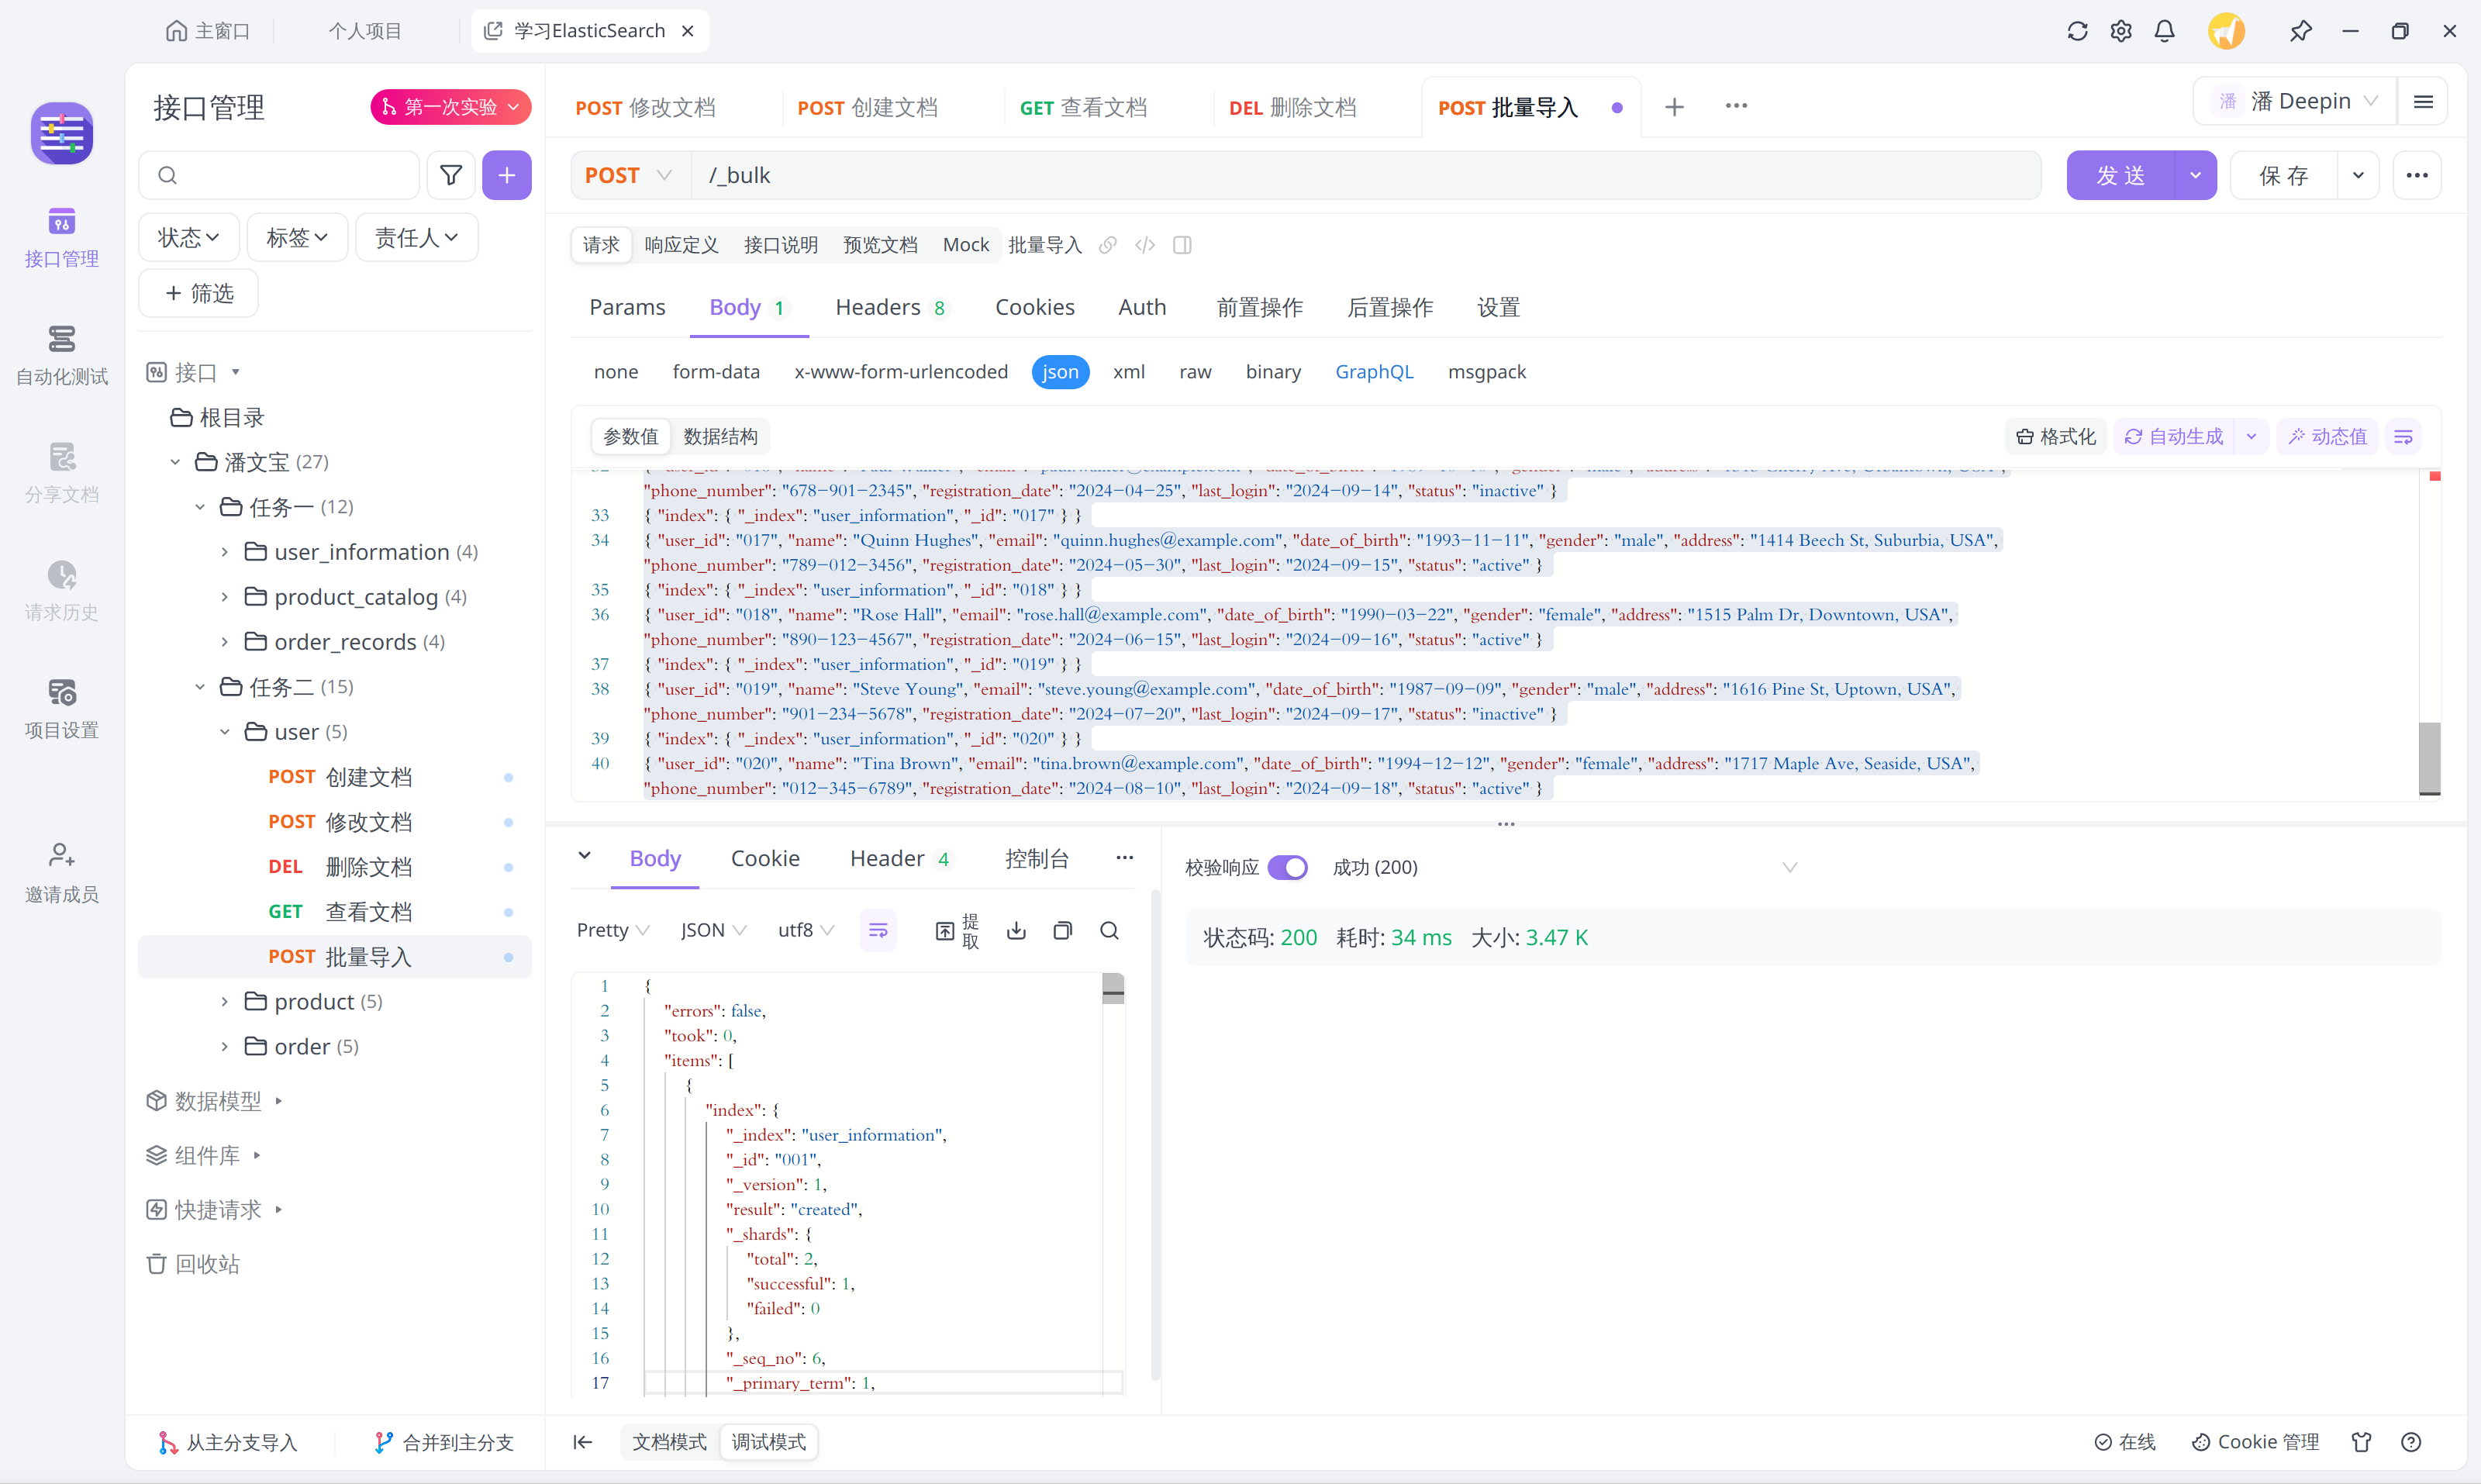 主窗口
个人项目
学习ElasticSearch
接口管理
自动化测试
分享文档
请求历史
项目设置
邀请成员
接口管理
第一次实验
状态
标签
责任人
筛选
接口
根目录
潘文宝 (27)
任务一 (12)
user_information (4)
product_catalog (4)
order_records (4)
任务二 (15)
user (5)
POST 创建文档
POST 修改文档
DEL 删除文档
GET 查看文档
POST 批量导入
product (5)
order (5)
数据模型
组件库
快捷请求
回收站
从主分支导入
合并到主分支
POST 修改文档
POST 创建文档
GET 查看文档
DEL 删除文档
POST 批量导入
潘 潘 Deepin
POST /_bulk
发 送
保 存
请求 响应定义 接口说明 预览文档 Mock 批量导入
Params Body 1 Headers 8 Cookies Auth 前置操作 后置操作 设置
none form-data x-www-form-urlencoded json xml raw binary GraphQL msgpack
参数值 数据结构
格式化 自动生成 动态值
"phone_number": "678-901-2345", "registration_date": "2024-04-25", "last_login": "2024-09-14", "status": "inactive" }
33 { "index": { "_index": "user_information", "_id": "017" } }
34 { "user_id": "017", "name": "Quinn Hughes", "email": "quinn.hughes@example.com", "date_of_birth": "1993-11-11", "gender": "male", "address": "1414 Beech St, Suburbia, USA",
"phone_number": "789-012-3456", "registration_date": "2024-05-30", "last_login": "2024-09-15", "status": "active" }
35 { "index": { "_index": "user_information", "_id": "018" } }
36 { "user_id": "018", "name": "Rose Hall", "email": "rose.hall@example.com", "date_of_birth": "1990-03-22", "gender": "female", "address": "1515 Palm Dr, Downtown, USA",
"phone_number": "890-123-4567", "registration_date": "2024-06-15", "last_login": "2024-09-16", "status": "active" }
37 { "index": { "_index": "user_information", "_id": "019" } }
38 { "user_id": "019", "name": "Steve Young", "email": "steve.young@example.com", "date_of_birth": "1987-09-09", "gender": "male", "address": "1616 Pine St, Uptown, USA",
"phone_number": "901-234-5678", "registration_date": "2024-07-20", "last_login": "2024-09-17", "status": "inactive" }
39 { "index": { "_index": "user_information", "_id": "020" } }
40 { "user_id": "020", "name": "Tina Brown", "email": "tina.brown@example.com", "date_of_birth": "1994-12-12", "gender": "female", "address": "1717 Maple Ave, Seaside, USA",
"phone_number": "012-345-6789", "registration_date": "2024-08-10", "last_login": "2024-09-18", "status": "active" }
Body Cookie Header 4 控制台
Pretty JSON utf8 提取
1 {
2 "errors": false,
3 "took": 0,
4 "items": [
5 {
6 "index": {
7 "_index": "user_information",
8 "_id": "001",
9 "_version": 1,
10 "result": "created",
11 "_shards": {
12 "total": 2,
13 "successful": 1,
14 "failed": 0
15 },
16 "_seq_no": 6,
17 "_primary_term": 1,
校验响应 成功 (200)
状态码: 200 耗时: 34 ms 大小: 3.47 K
文档模式 调试模式
在线 Cookie 管理